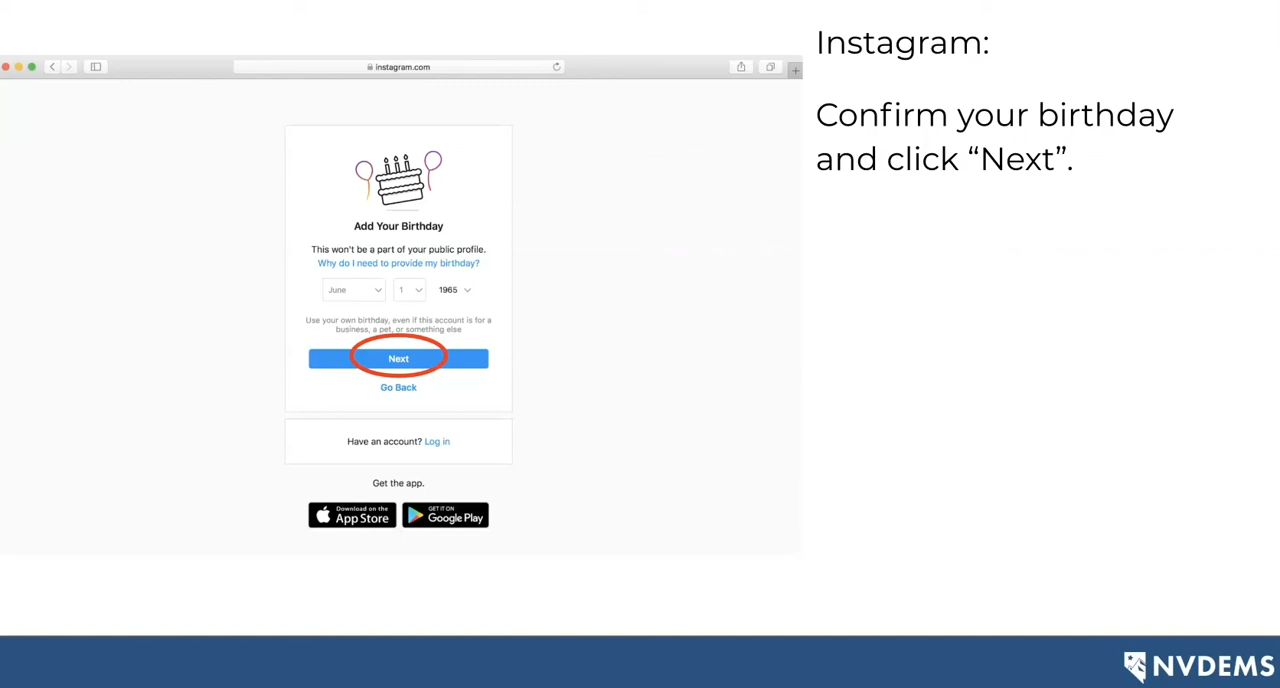 Instagram:
Confirm your birthday
and click “Next”.
instagram.com
Add Your Birthday
This won't be a part of your public profile.
Why do I need to provide my birthday?
June 1 1965
Use your own birthday, even if this account is for a
business, a pet, or something else
Next
Go Back
Have an account? Log in
Get the app.
Download on the
App Store
GET IT ON
Google Play
NVDEMS